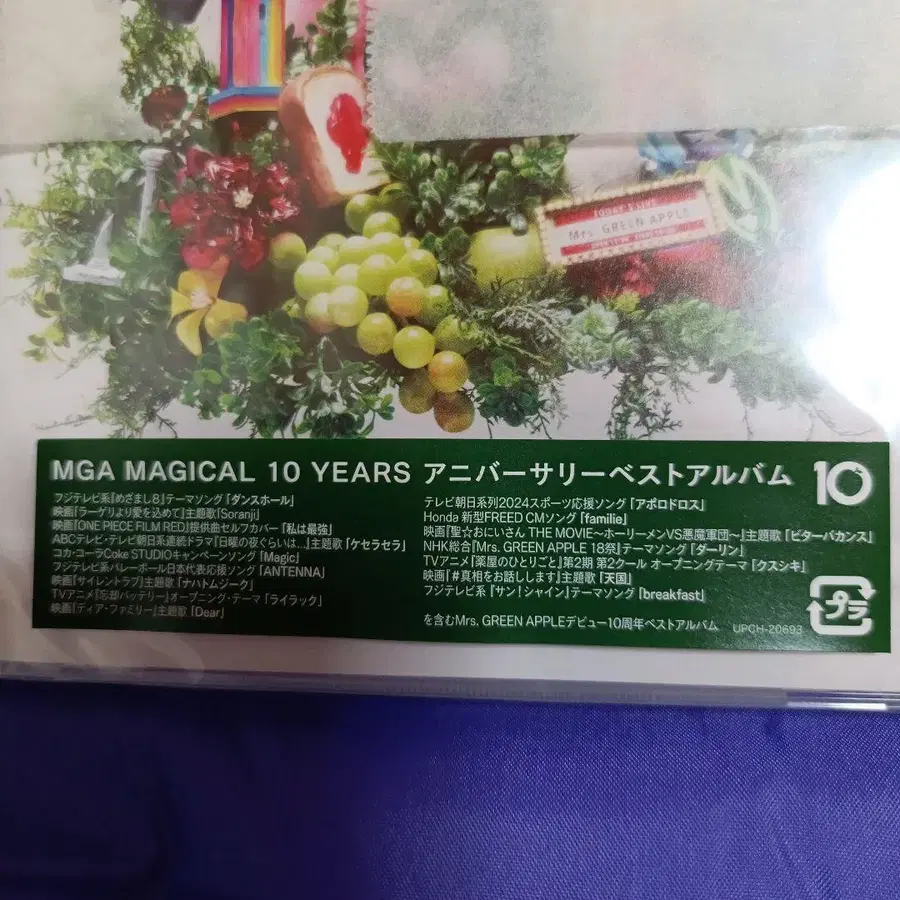 Mrs. GREEN APPLE
MGA MAGICAL 10 YEARS アニバーサリーベストアルバム
10
フジテレビ系『めざまし8』テーマソング「ダンスホール」
映画『ラーゲリより愛を込めて』主題歌「Soranji」
映画『ONE PIECE FILM RED』提供曲セルフカバー 「私は最強」
ABCテレビ・テレビ朝日系連続ドラマ『日曜の夜ぐらいは...』主題歌「ケセラセラ」
コカ・コーラCoke STUDIOキャンペーンソング 「Magic」
フジテレビ系バレーボール日本代表応援ソング 「ANTENNA」
映画『サイレントラブ』主題歌 「ナハトムジーク」
TVアニメ『忘却バッテリー』オープニング・テーマ 「ライラック」
映画『ディア・ファミリー』主題歌 「Dear」
テレビ朝日系列2024スポーツ応援ソング 「アポロドロス」
Honda 新型FREED CMソング 「familie」
映画『聖☆おにいさん THE MOVIE～ホーリーメンVS悪魔軍団～』主題歌 「ビターバカンス」
NHK総合『Mrs. GREEN APPLE 18祭』テーマソング 「ダーリン」
TVアニメ『薬屋のひとりごと』第2期 第2クール オープニングテーマ 「クスシキ」
映画『#真相をお話しします』主題歌 「天国」
フジテレビ系 『サン!シャイン』テーマソング 「breakfast」
を含むMrs. GREEN APPLEデビュー10周年ベストアルバム UPCH-20693
プラ